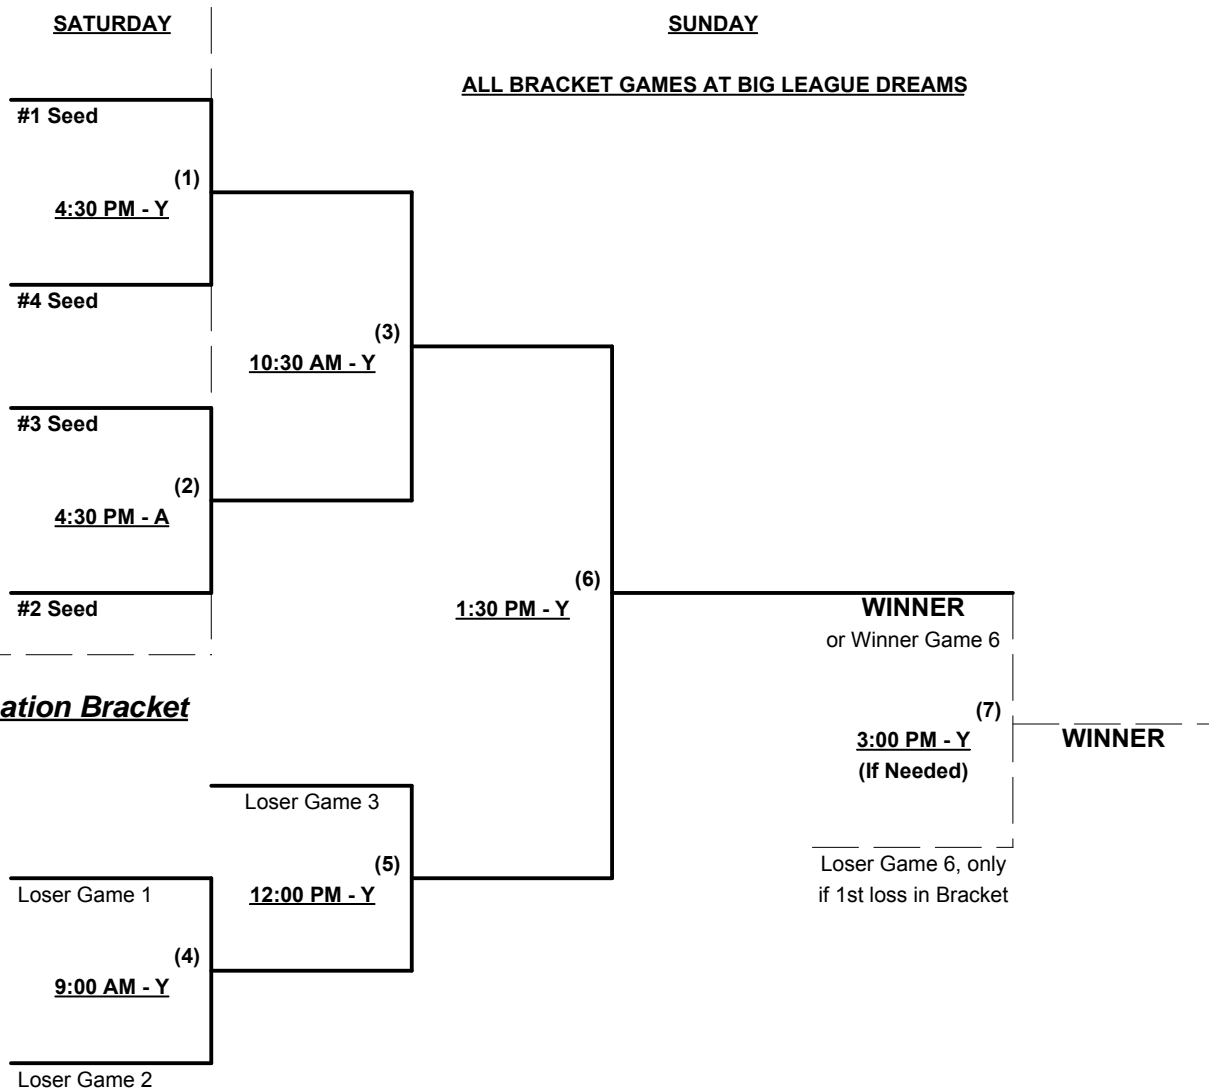 SATURDAY
SUNDAY
ALL BRACKET GAMES AT BIG LEAGUE DREAMS
#1 Seed
(1)
4:30 PM - Y
#4 Seed
(3)
10:30 AM - Y
#3 Seed
(2)
4:30 PM - A
#2 Seed
(6)
1:30 PM - Y
WINNER
or Winner Game 6
ation Bracket
(7)
3:00 PM - Y
WINNER
(If Needed)
Loser Game 3
(5)
12:00 PM - Y
Loser Game 6, only
if 1st loss in Bracket
Loser Game 1
(4)
9:00 AM - Y
Loser Game 2